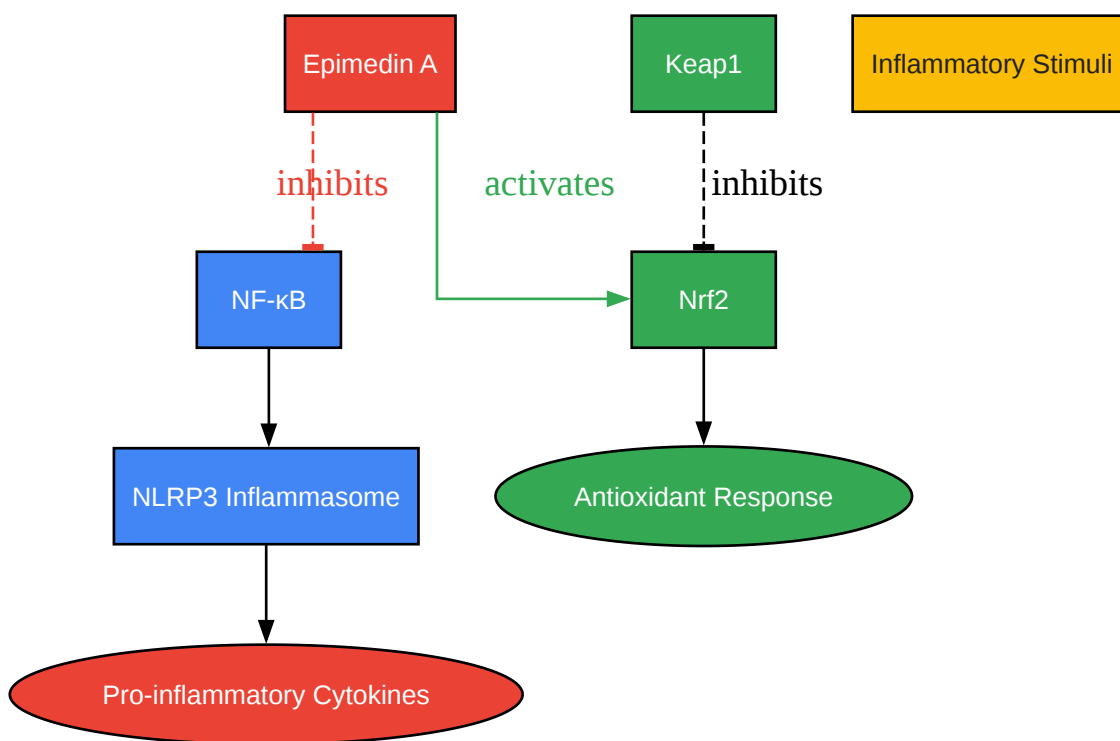 Epimedin A
Keap1
Inflammatory Stimuli
inhibits
activates
inhibits
NF-κB
Nrf2
NLRP3 Inflammasome
Antioxidant Response
Pro-inflammatory Cytokines